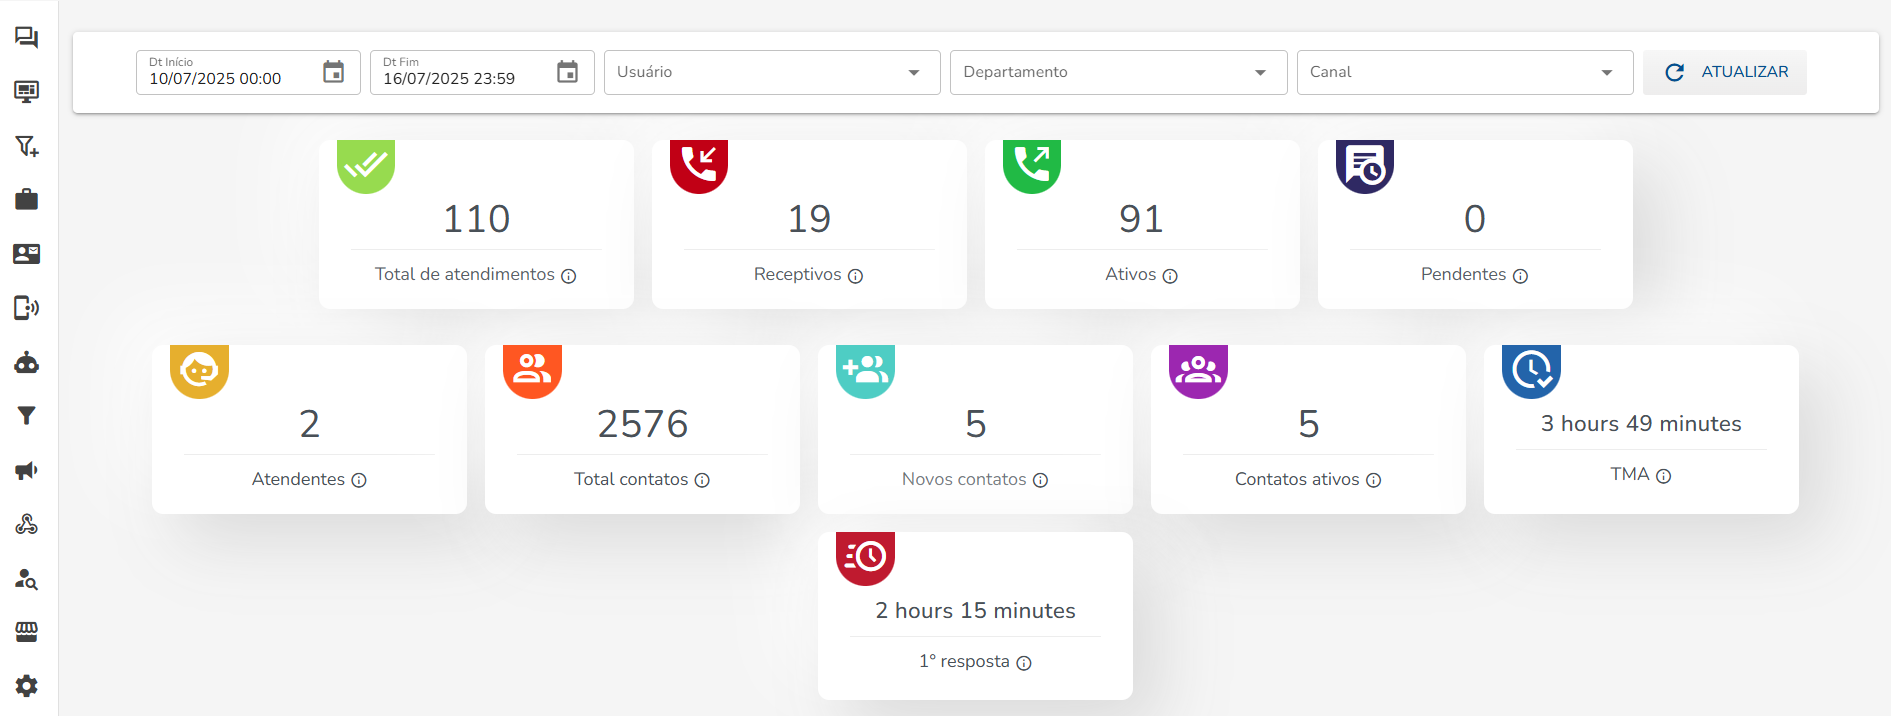 Dt Início
10/07/2025 00:00
Dt Fim
16/07/2025 23:59
Usuário
Departamento
Canal
ATUALIZAR
110
Total de atendimentos
19
Receptivos
91
Ativos
0
Pendentes
2
Atendentes
2576
Total contatos
5
Novos contatos
5
Contatos ativos
3 hours 49 minutes
TMA
2 hours 15 minutes
1º resposta